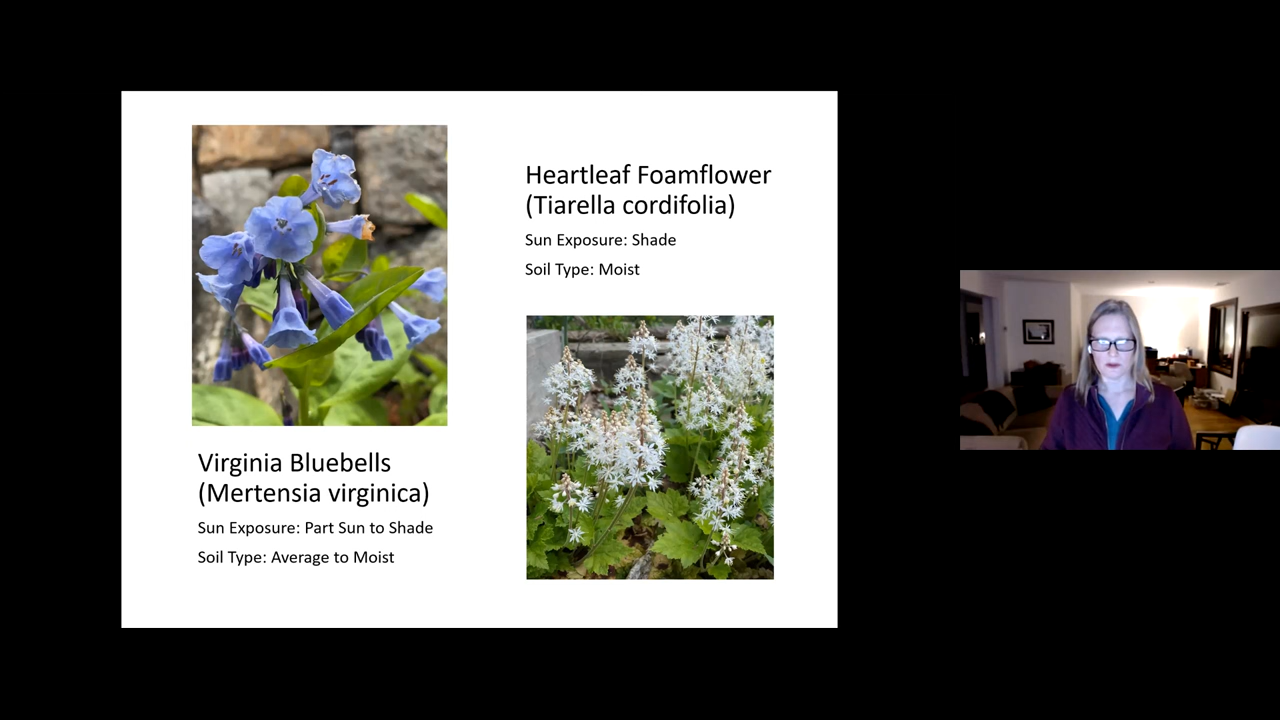 Virginia Bluebells
(Mertensia virginica)
Sun Exposure: Part Sun to Shade
Soil Type: Average to Moist
Heartleaf Foamflower
(Tiarella cordifolia)
Sun Exposure: Shade
Soil Type: Moist